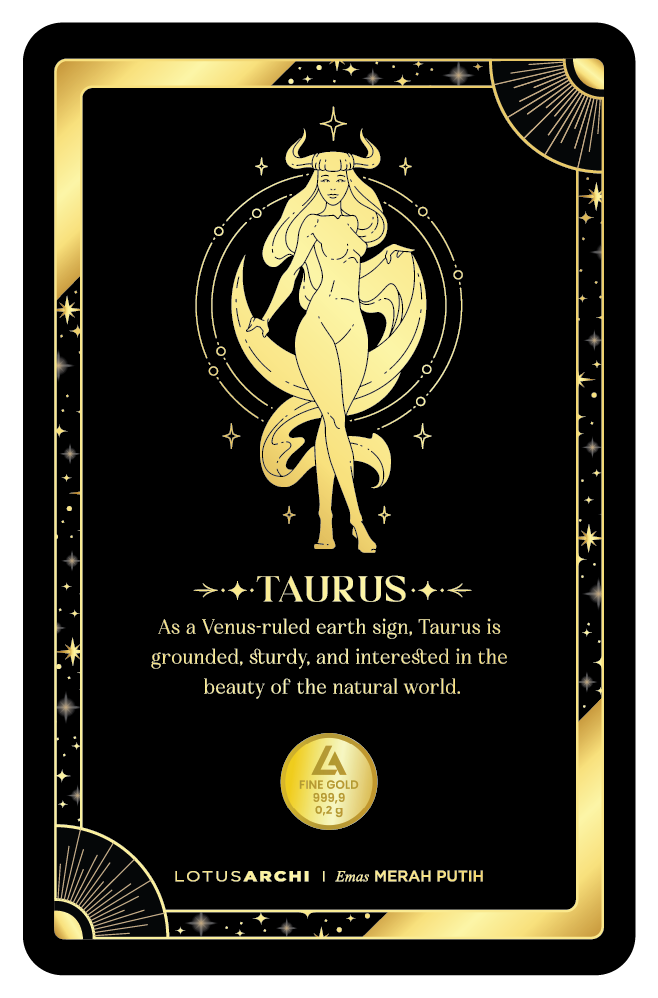 TAURUS
As a Venus-ruled earth sign, Taurus is
grounded, sturdy, and interested in the
beauty of the natural world.
LA
FINE GOLD
999,9
0,2 g
LOTUSARCHI | Emas MERAH PUTIH